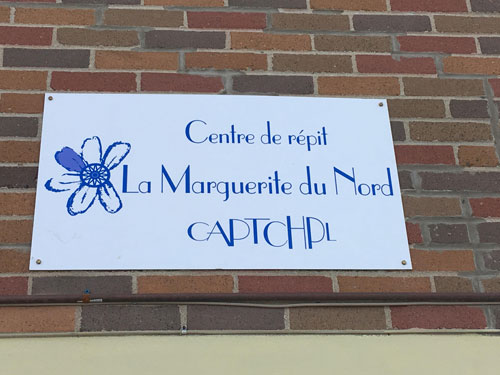 Centre de répit
La Marguerite du Nord
CAPTCHPL